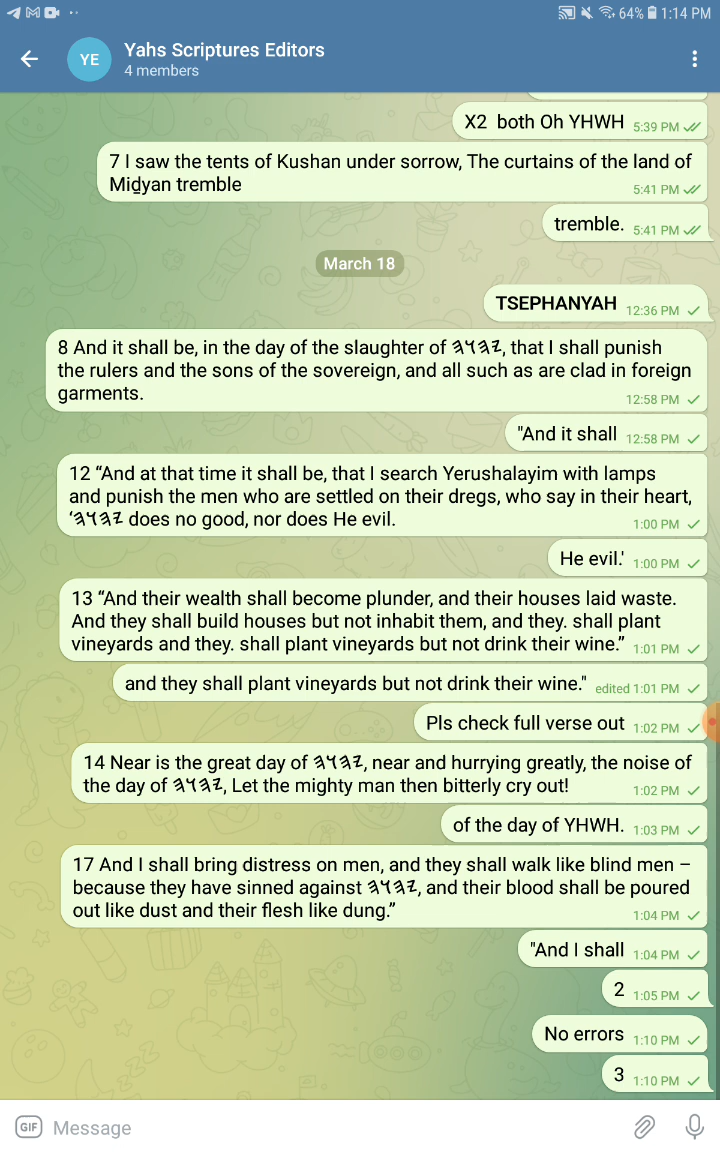 64% 1:14 PM
YE
Yahs Scriptures Editors
4 members
X2 both Oh YHWH 5:39 PM
7 I saw the tents of Kushan under sorrow, The curtains of the land of
Miḏyan tremble
5:41 PM
tremble. 5:41 PM
March 18
TSEPHANYAH 12:36 PM
8 And it shall be, in the day of the slaughter of 𐤉𐤄𐤅𐤄, that I shall punish
the rulers and the sons of the sovereign, and all such as are clad in foreign
garments.
12:58 PM
"And it shall 12:58 PM
12 “And at that time it shall be, that I search Yerushalayim with lamps
and punish the men who are settled on their dregs, who say in their heart,
‘𐤉𐤄𐤅𐤄 does no good, nor does He evil.
1:00 PM
He evil.' 1:00 PM
13 “And their wealth shall become plunder, and their houses laid waste.
And they shall build houses but not inhabit them, and they. shall plant
vineyards and they. shall plant vineyards but not drink their wine.” 1:01 PM
and they shall plant vineyards but not drink their wine." edited 1:01 PM
Pls check full verse out 1:02 PM
14 Near is the great day of 𐤉𐤄𐤅𐤄, near and hurrying greatly, the noise of
the day of 𐤉𐤄𐤅𐤄, Let the mighty man then bitterly cry out! 1:02 PM
of the day of YHWH. 1:03 PM
17 And I shall bring distress on men, and they shall walk like blind men –
because they have sinned against 𐤉𐤄𐤅𐤄, and their blood shall be poured
out like dust and their flesh like dung.” 1:04 PM
"And I shall 1:04 PM
2 1:05 PM
No errors 1:10 PM
3 1:10 PM
GIF Message